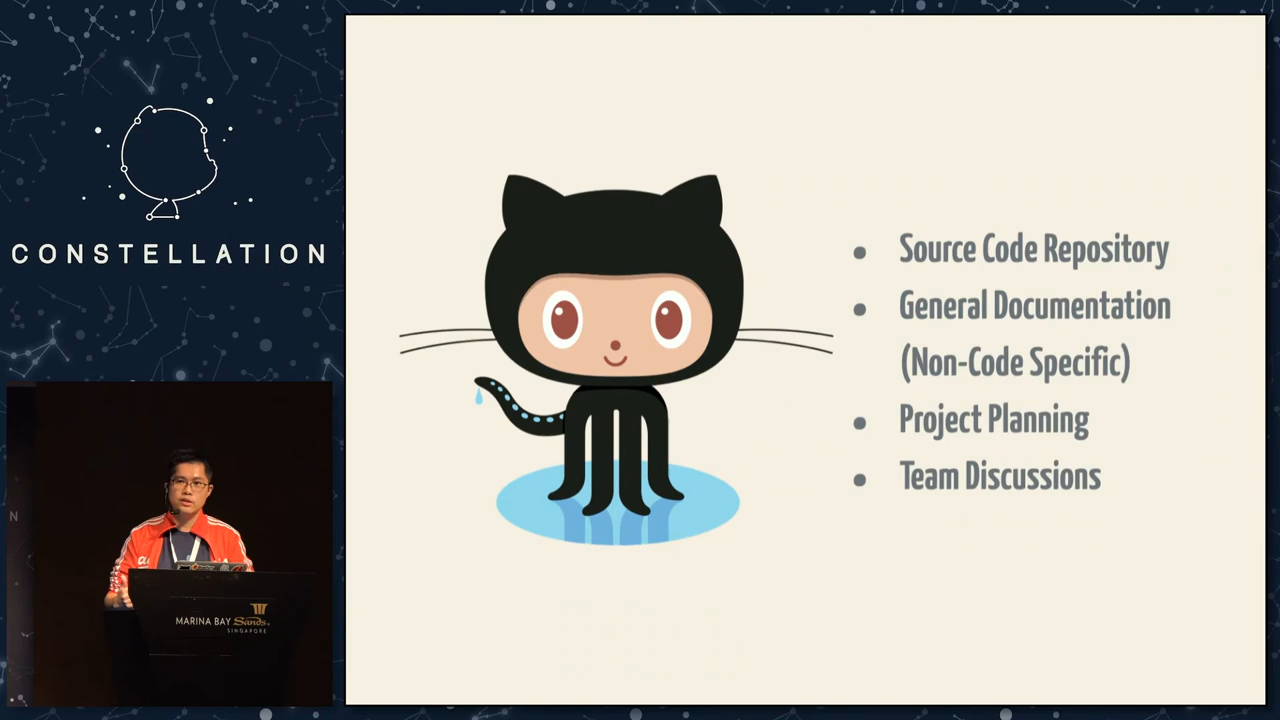 CONSTELLATION
Source Code Repository
General Documentation
(Non-Code Specific)
Project Planning
Team Discussions
N
MARINA BAY Sands
SINGAPORE